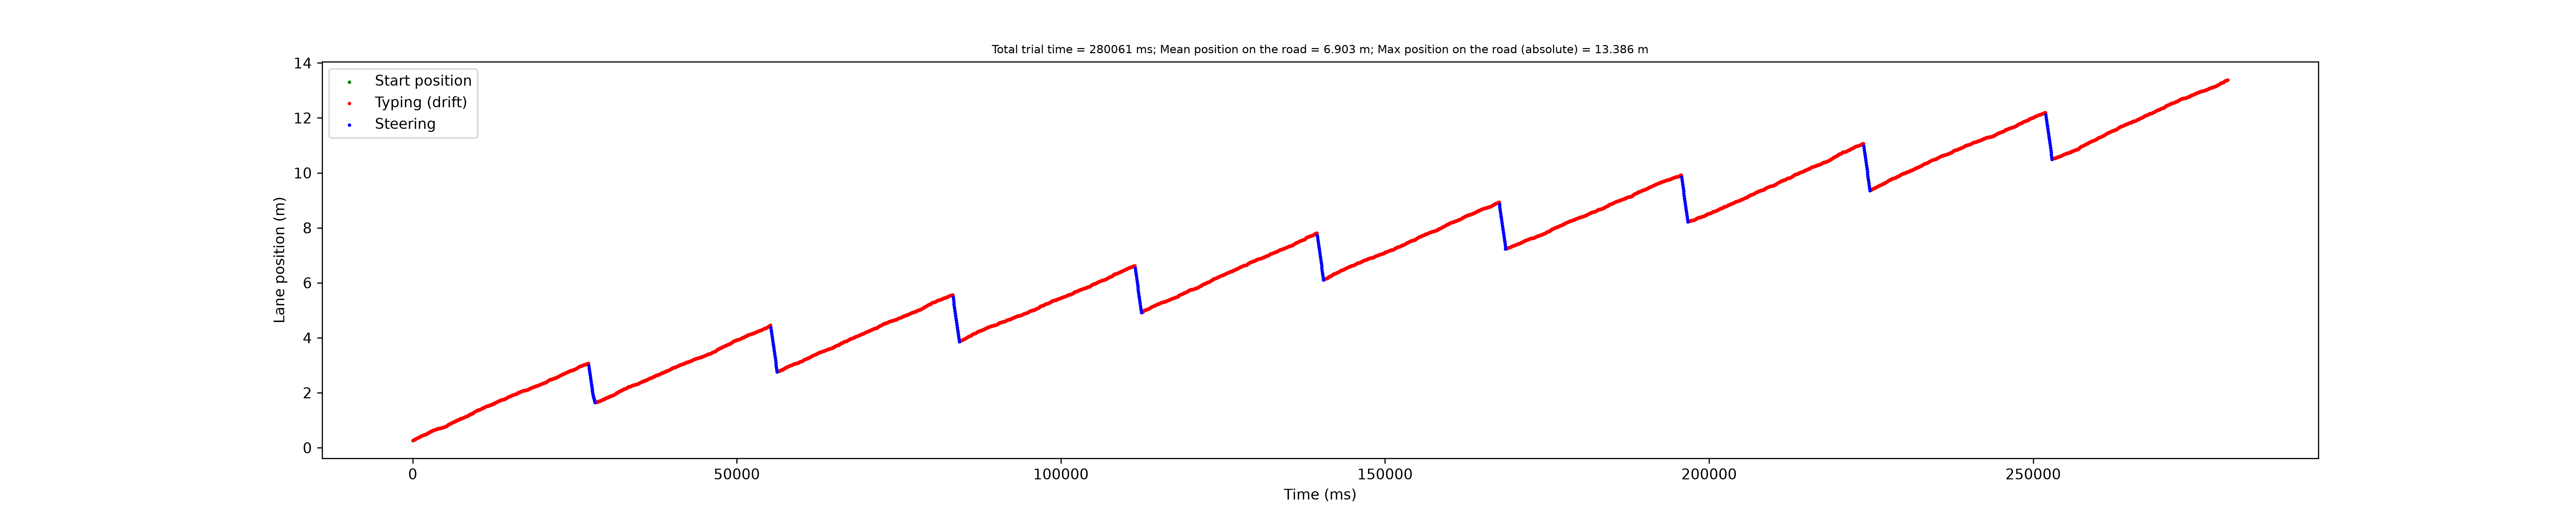 Total trial time = 280061 ms; Mean position on the road = 6.903 m; Max position on the road (absolute) = 13.386 m
14
12
10
8
6
4
2
0
Lane position (m)
Start position
Typing (drift)
Steering
0 50000 100000 150000 200000 250000
Time (ms)